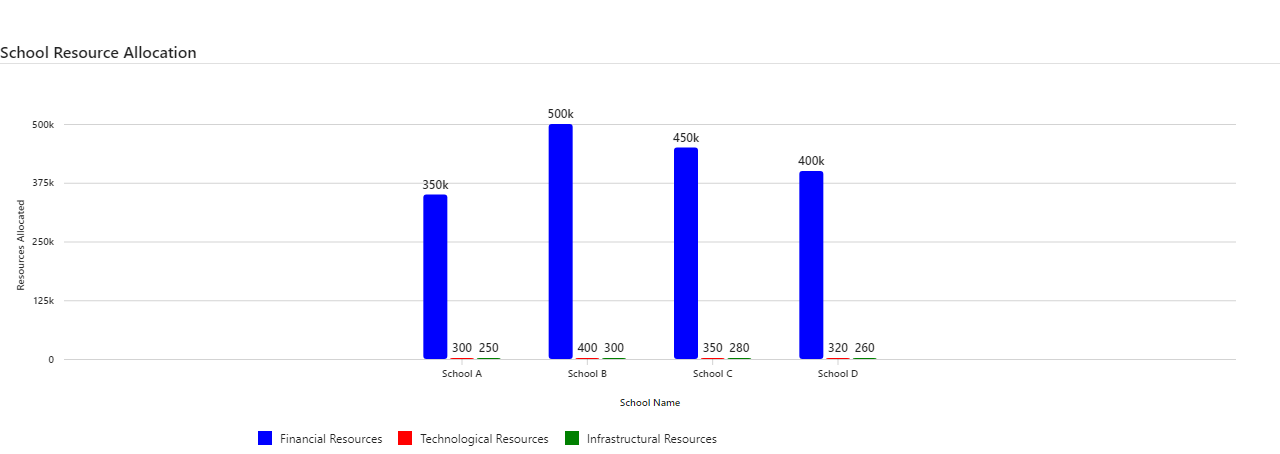 School Resource Allocation
500k
375k
250k
125k
0
Resources Allocated
350k
300
250
500k
400
300
450k
350
280
400k
320
260
School A
School B
School C
School D
School Name
Financial Resources
Technological Resources
Infrastructural Resources